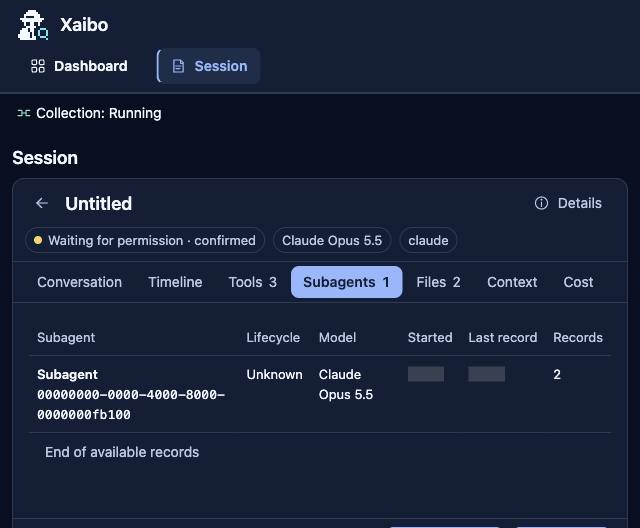 Xaibo
Dashboard
Session
Collection: Running
Session
Untitled
Details
Waiting for permission · confirmed
Claude Opus 5.5
claude
Conversation
Timeline
Tools 3
Subagents 1
Files 2
Context
Cost
Subagent
Lifecycle
Model
Started
Last record
Records
Subagent
00000000-0000-4000-8000-
0000000fb100
Unknown
Claude
Opus 5.5
2
End of available records